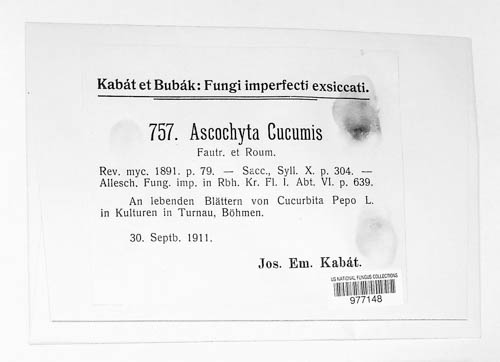 Kabát et Bubák: Fungi imperfecti exsiccati.
757. Ascochyta Cucumis
Fautr. et Roum.
Rev. myc. 1891. p. 79. — Sacc., Syll. X. p. 304. —
Allesch. Fung. imp. in Rbh. Kr. Fl. I. Abt. VI. p. 639.
An lebenden Blättern von Cucurbita Pepo L.
in Kulturen in Turnau, Böhmen.
30. Septb. 1911.
Jos. Em. Kabát.
US NATIONAL FUNGUS COLLECTIONS
977148